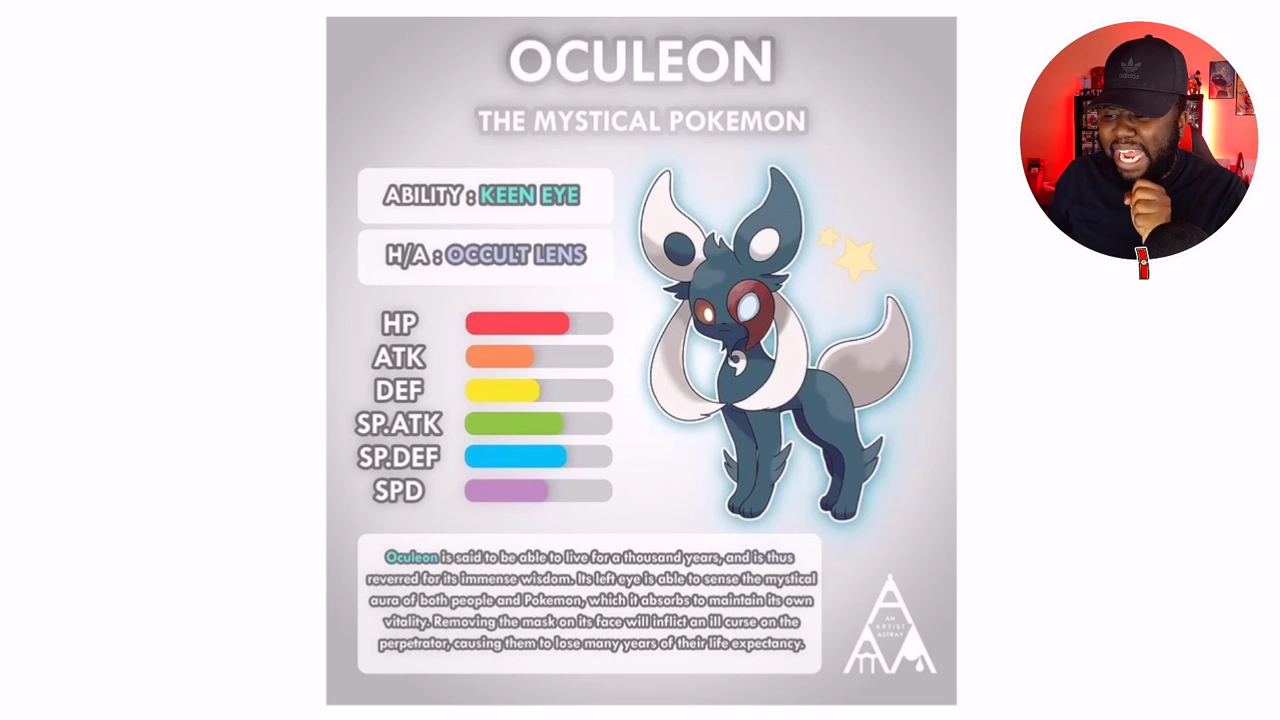 OCULEON
THE MYSTICAL POKEMON
ABILITY : KEEN EYE
H/A : OCCULT LENS
HP
ATK
DEF
SP.ATK
SP.DEF
SPD
Oculeon is said to be able to live for a thousand years, and is thus
reverred for its immense wisdom. Its left eye is able to sense the mystical
aura of both people and Pokemon, which it absorbs to maintain its own
vitality. Removing the mask on its face will inflict an ill curse on the
perpetrator, causing them to lose many years of their life expectancy.
AN
ARTIST
ASTRAY
adidas